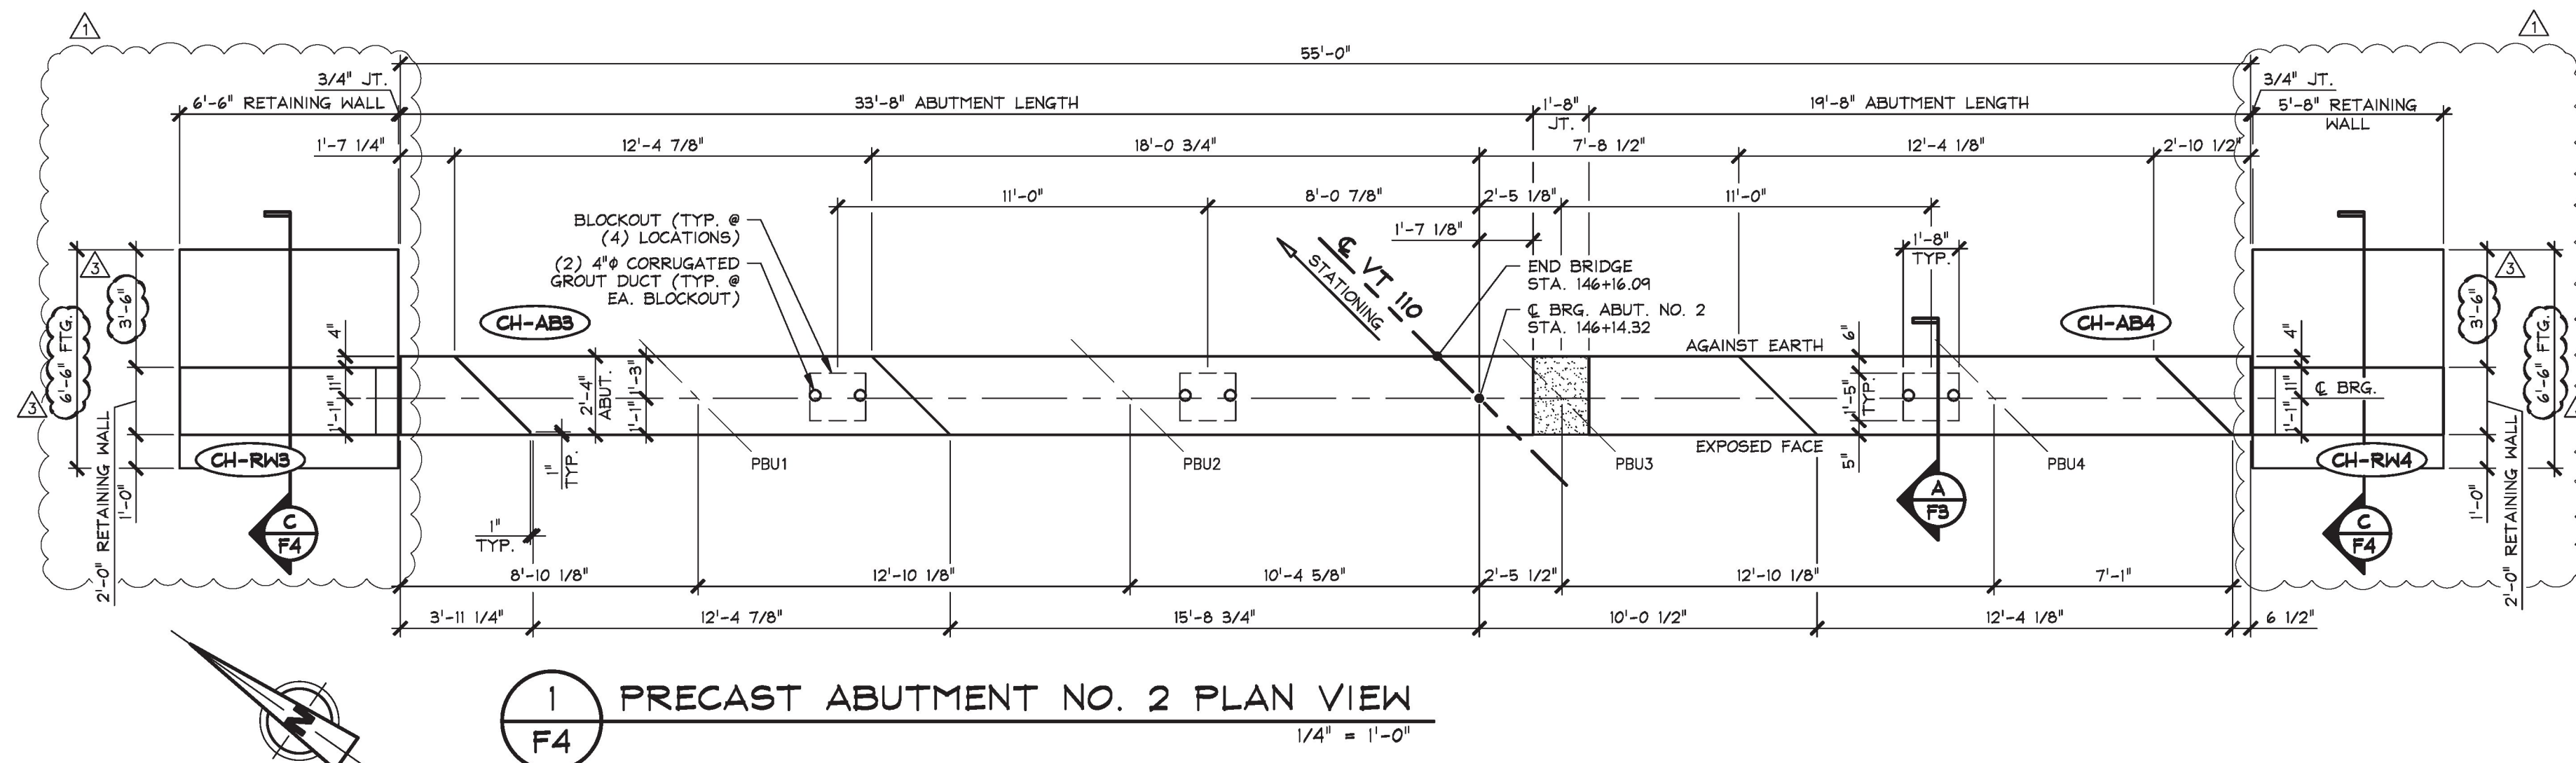 1
1
55'-0"
3/4" JT.
3/4" JT.
6'-6" RETAINING WALL
33'-8" ABUTMENT LENGTH
1'-8"
JT.
19'-8" ABUTMENT LENGTH
5'-8" RETAINING
WALL
1'-7 1/4"
12'-4 7/8"
18'-0 3/4"
7'-8 1/2"
12'-4 1/8"
2'-10 1/2"
11'-0"
8'-0 7/8"
2'-5 1/8"
11'-0"
1'-7 1/8"
1'-8"
TYP.
BLOCKOUT (TYP. @
(4) LOCATIONS)
(2) 4"ϕ CORRUGATED
GROUT DUCT (TYP. @
EA. BLOCKOUT)
℄ VT 110
STATIONING
END BRIDGE
STA. 146+16.09
℄ BRG. ABUT. NO. 2
STA. 146+14.32
3
3
3'-6"
6'-6" FTG.
2'-0" RETAINING WALL
1'-0"
4"
11"
1'-1"
CH-RW3
CH-AB3
2'-4"
ABUT.
1'-3"
1'-1"
AGAINST EARTH
EXPOSED FACE
6"
1'-5"
TYP.
5"
CH-AB4
4"
11"
1'-1"
℄ BRG.
CH-RW4
3
3'-6"
6'-6" FTG.
1'-0"
2'-0" RETAINING WALL
PBU1
PBU2
PBU3
PBU4
1"
TYP.
1"
TYP.
C
F4
A
F3
C
F4
8'-10 1/8"
12'-10 1/8"
10'-4 5/8"
2'-5 1/2"
12'-10 1/8"
7'-1"
3'-11 1/4"
12'-4 7/8"
15'-8 3/4"
10'-0 1/2"
12'-4 1/8"
6 1/2"
N
1
F4
PRECAST ABUTMENT NO. 2 PLAN VIEW
1/4" = 1'-0"